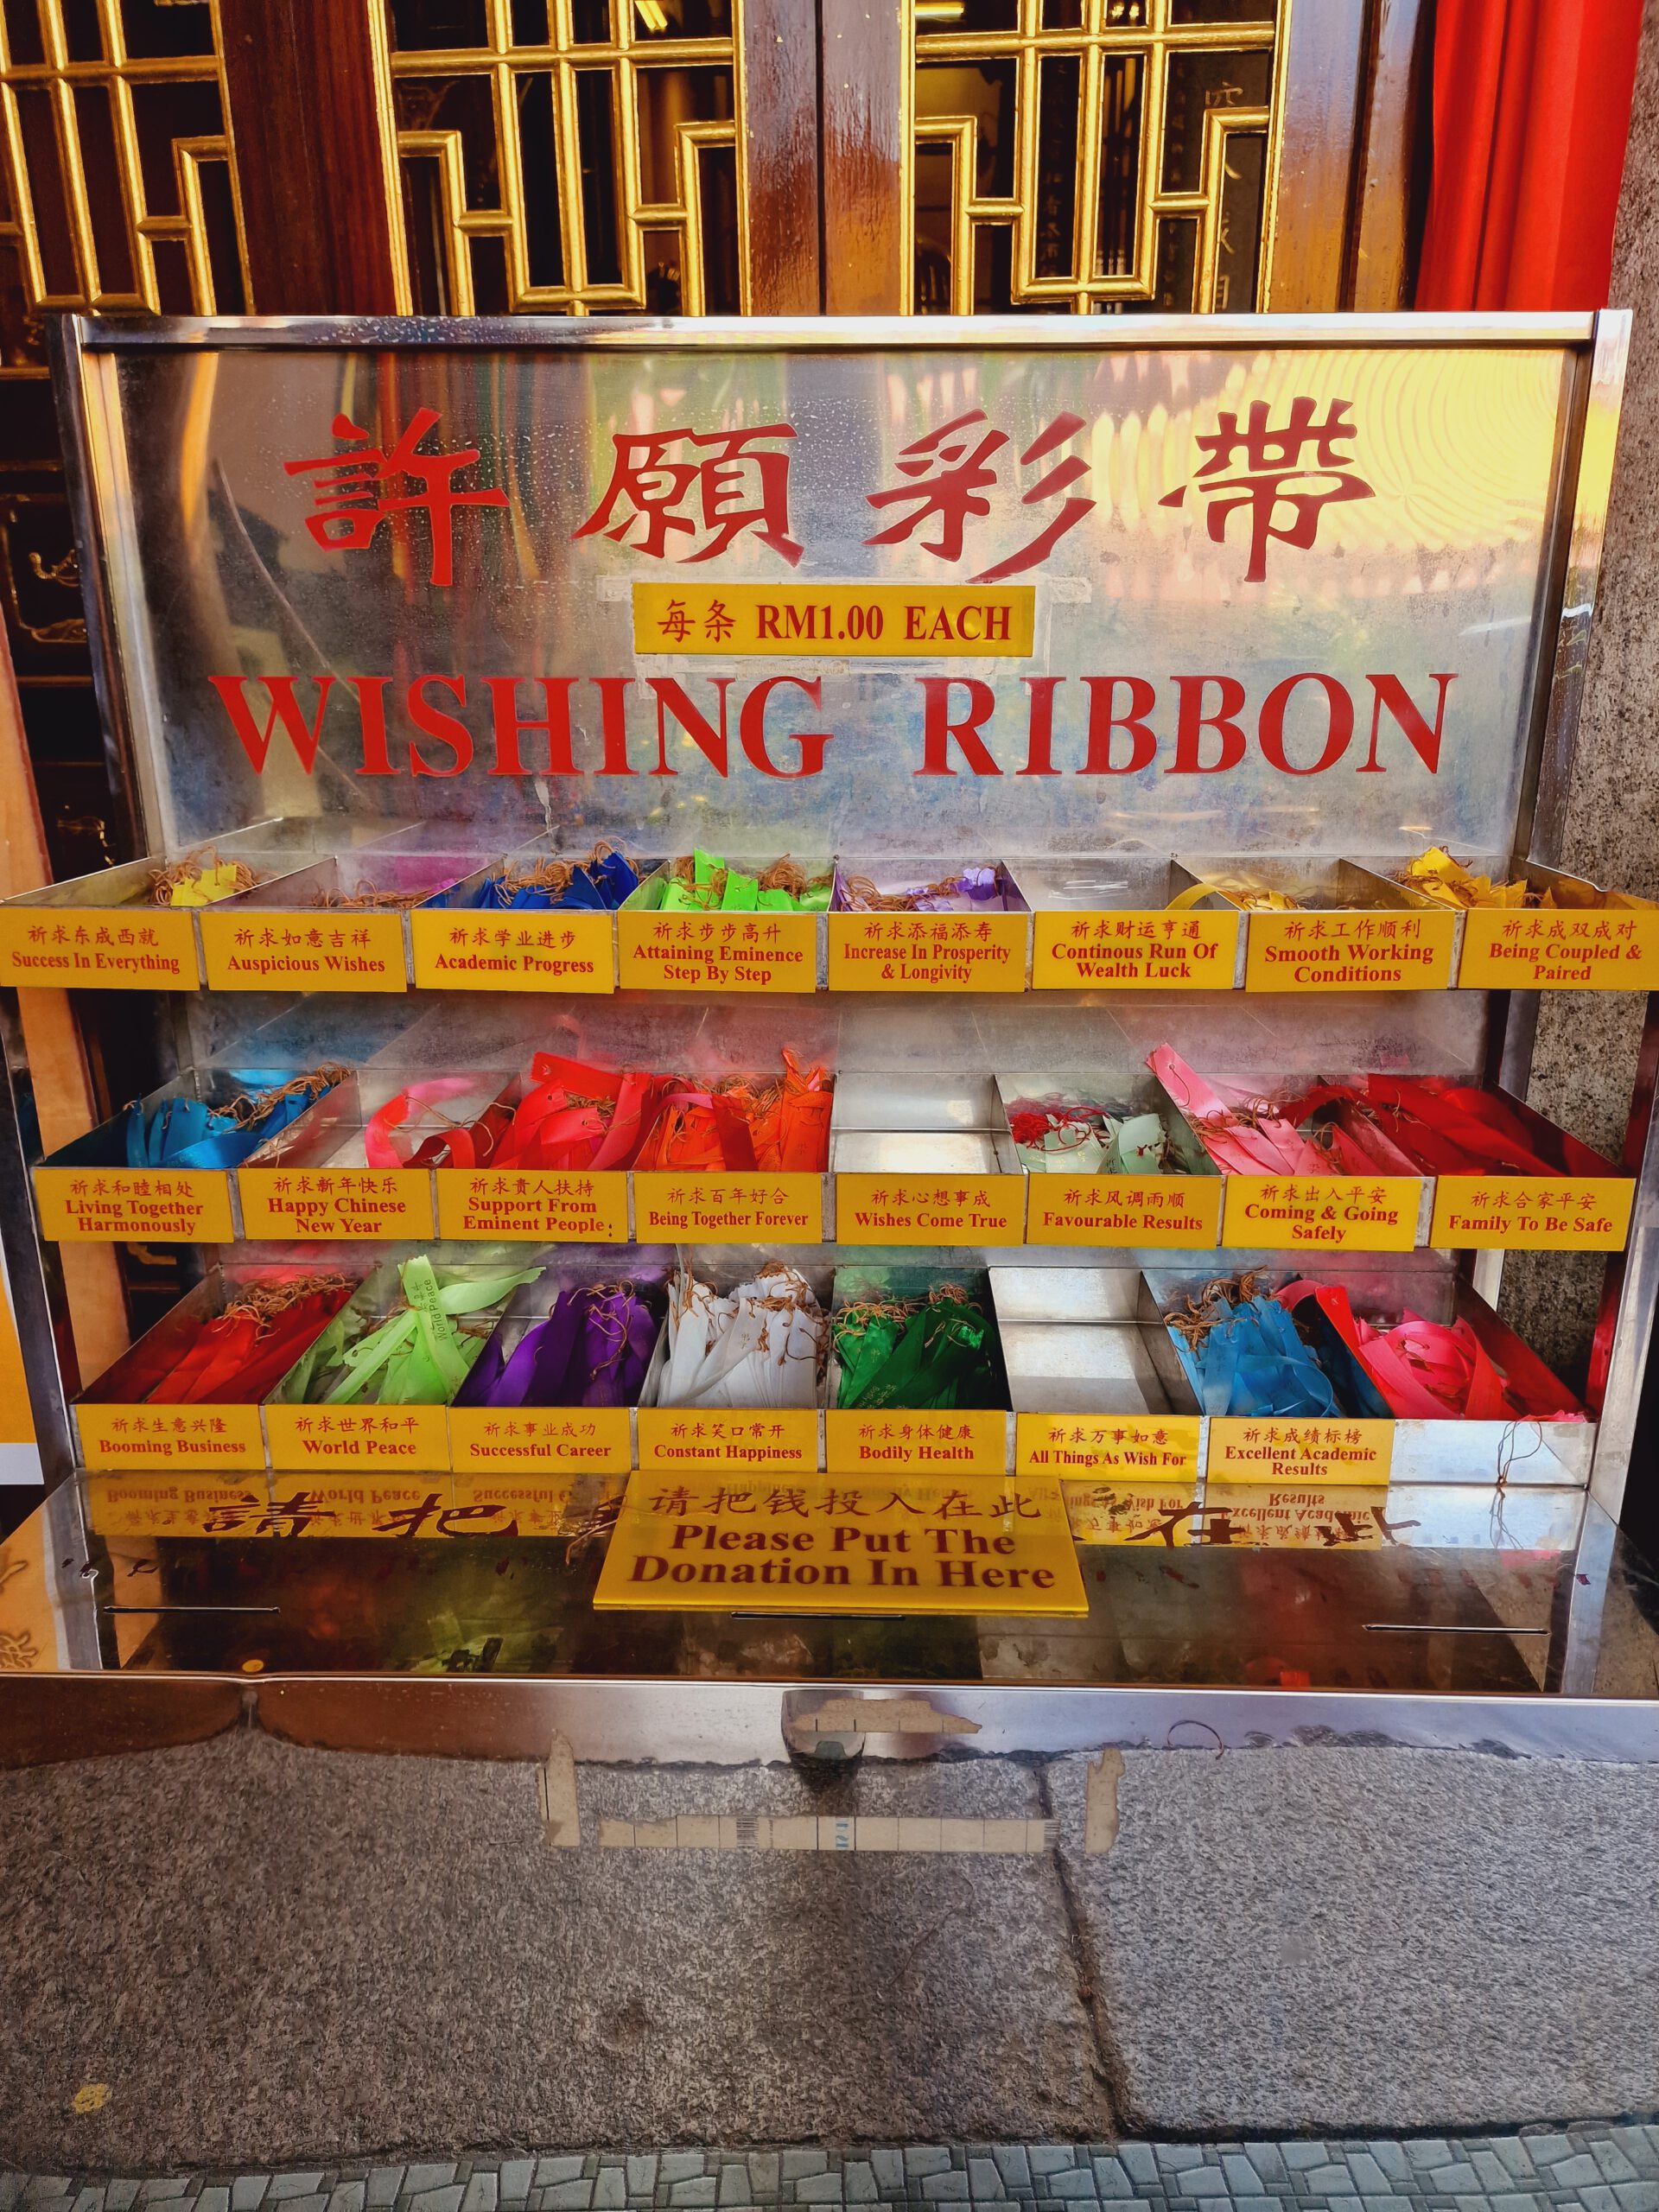 許願彩帶
每条 RM1.00 EACH
WISHING RIBBON
祈求东成西就
Success In Everything
祈求如意吉祥
Auspicious Wishes
祈求学业进步
Academic Progress
祈求步步高升
Attaining Eminence
Step By Step
祈求添福添寿
Increase In Prosperity
& Longivity
祈求财运亨通
Continous Run Of
Wealth Luck
祈求工作顺利
Smooth Working
Conditions
祈求成双成对
Being Coupled &
Paired
祈求和睦相处
Living Together
Harmonously
祈求新年快乐
Happy Chinese
New Year
祈求贵人扶持
Support From
Eminent People
祈求百年好合
Being Together Forever
祈求心想事成
Wishes Come True
祈求风调雨顺
Favourable Results
祈求出入平安
Coming & Going
Safely
祈求合家平安
Family To Be Safe
World Peace
祈求生意兴隆
Booming Business
祈求世界和平
World Peace
祈求事业成功
Successful Career
祈求笑口常开
Constant Happiness
祈求身体健康
Bodily Health
祈求万事如意
All Things As Wish For
祈求成绩标榜
Excellent Academic
Results
請把
在此
请把钱投入在此
Please Put The
Donation In Here